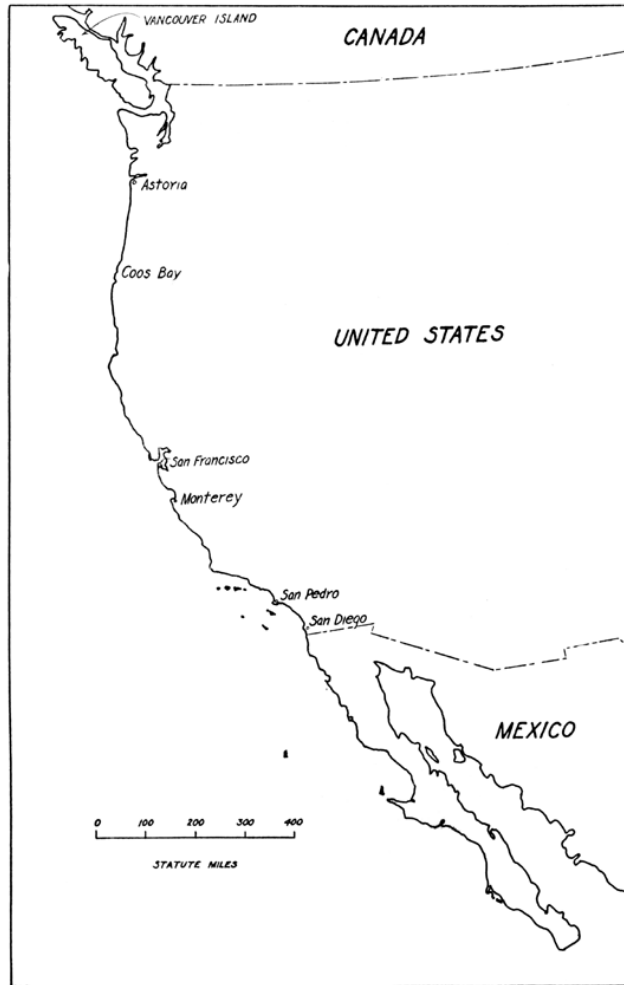 VANCOUVER ISLAND
CANADA
Astoria
Coos Bay
UNITED STATES
San Francisco
Monterey
San Pedro
San Diego
MEXICO
0 100 200 300 400
STATUTE MILES